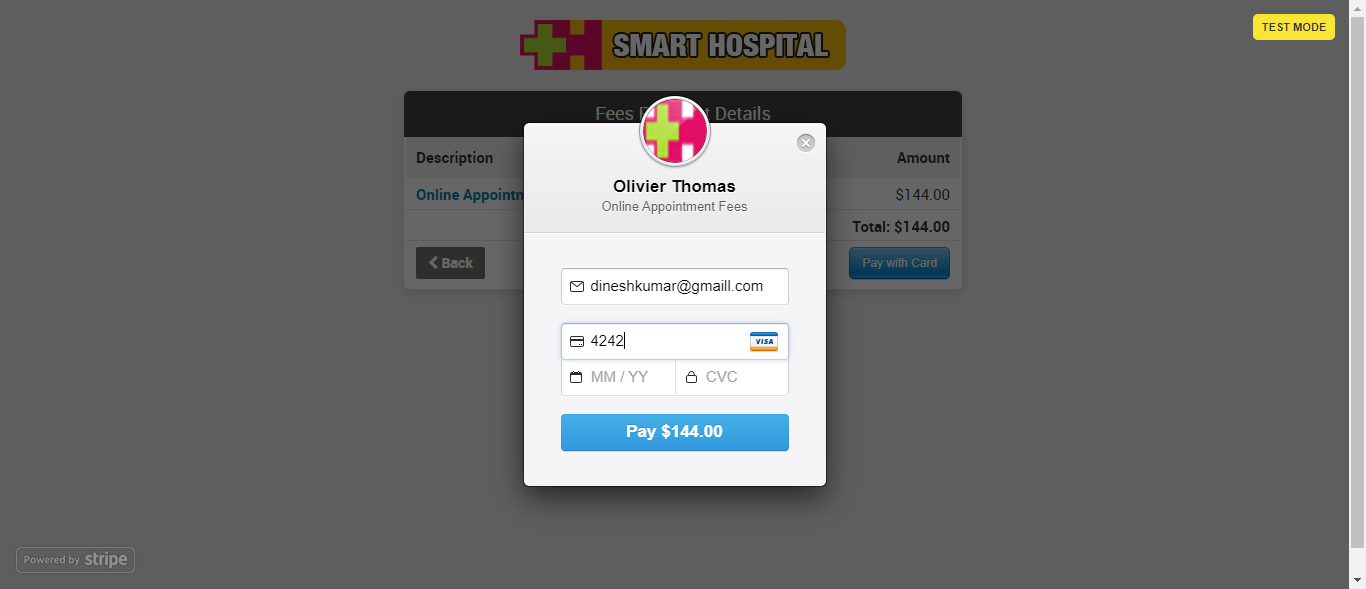 TEST MODE
SMART HOSPITAL
Fees Details
Description Amount
Olivier Thomas
Online Appointment Fees
Online Appointm $144.00
Total: $144.00
Back Pay with Card
dineshkumar@gmaill.com
4242 VISA
MM / YY CVC
Pay $144.00
Powered by stripe